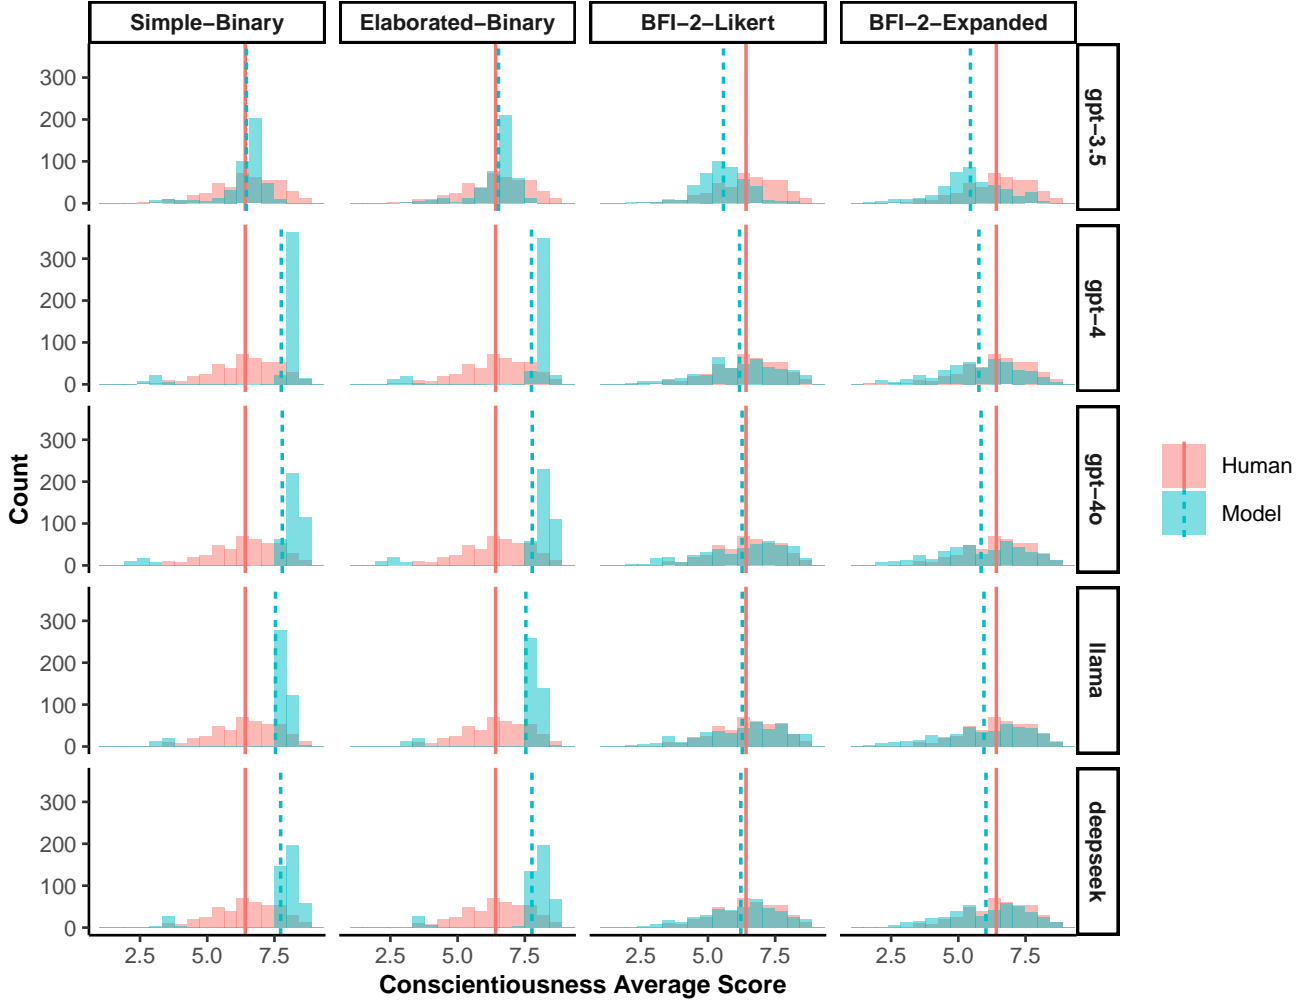 Simple−Binary Elaborated−Binary BFI−2−Likert BFI−2−Expanded
300
200
100
0
gpt−3.5
300
200
100
0
gpt−4
300
200
100
0
gpt−4o
300
200
100
0
llama
300
200
100
0
deepseek
2.5 5.0 7.5 2.5 5.0 7.5 2.5 5.0 7.5 2.5 5.0 7.5
Conscientiousness Average Score
Count
Human
Model